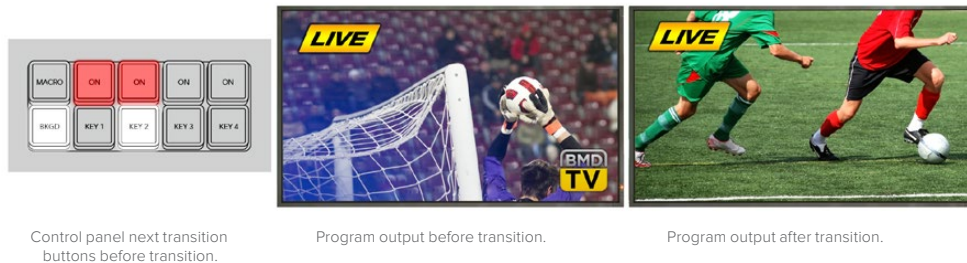 MACRO ON ON ON ON
BKGD KEY 1 KEY 2 KEY 3 KEY 4
LIVE
BMD
TV
LIVE
Control panel next transition
buttons before transition.
Program output before transition.
Program output after transition.